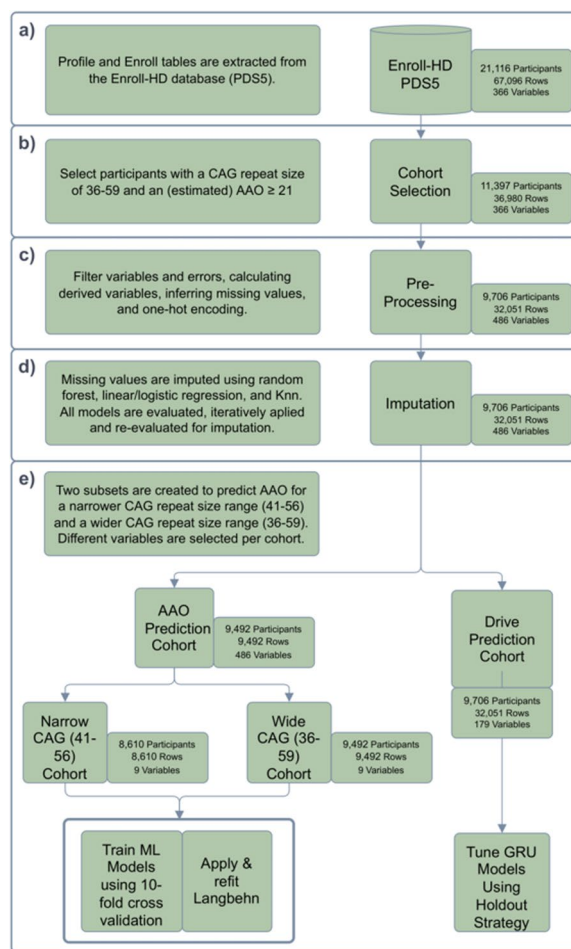 a)
Profile and Enroll tables are extracted from
the Enroll-HD database (PDS5).
Enroll-HD
PDS5
21,116 Participants
67,096 Rows
366 Variables
b)
Select participants with a CAG repeat size
of 36-59 and an (estimated) AAO ≥ 21
Cohort
Selection
11,397 Participants
36,980 Rows
366 Variables
c)
Filter variables and errors, calculating
derived variables, inferring missing values,
and one-hot encoding.
Pre-
Processing
9,706 Participants
32,051 Rows
486 Variables
d)
Missing values are imputed using random
forest, linear/logistic regression, and Knn.
All models are evaluated, iteratively aplied
and re-evaluated for imputation.
Imputation
9,706 Participants
32,051 Rows
486 Variables
e)
Two subsets are created to predict AAO for
a narrower CAG repeat size range (41-56)
and a wider CAG repeat size range (36-59).
Different variables are selected per cohort.
AAO
Prediction
Cohort
9,492 Participants
9,492 Rows
486 Variables
Drive
Prediction
Cohort
9,706 Participants
32,051 Rows
179 Variables
Narrow
CAG (41-
56)
Cohort
8,610 Participants
8,610 Rows
9 Variables
Wide
CAG (36-
59)
Cohort
9,492 Participants
9,492 Rows
9 Variables
Train ML
Models
using 10-
fold cross
validation
Apply &
refit
Langbehn
Tune GRU
Models
Using
Holdout
Strategy